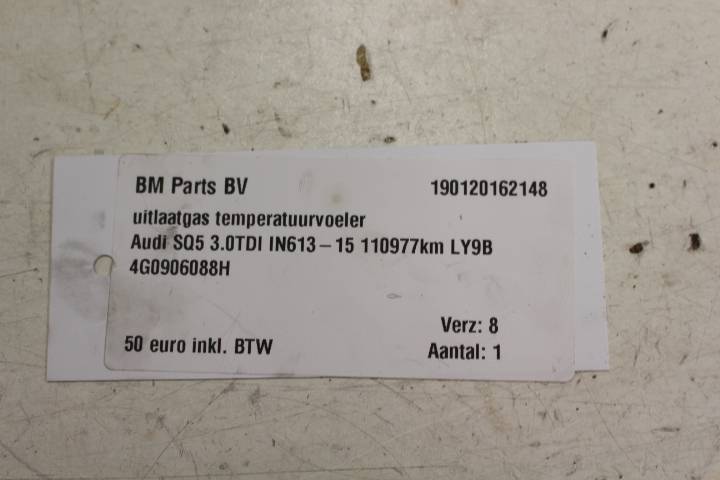 BM Parts BV 190120162148
uitlaatgas temperatuurvoeler
Audi SQ5 3.0TDI IN613-15 110977km LY9B
4G0906088H
Verz: 8
50 euro inkl. BTW Aantal: 1